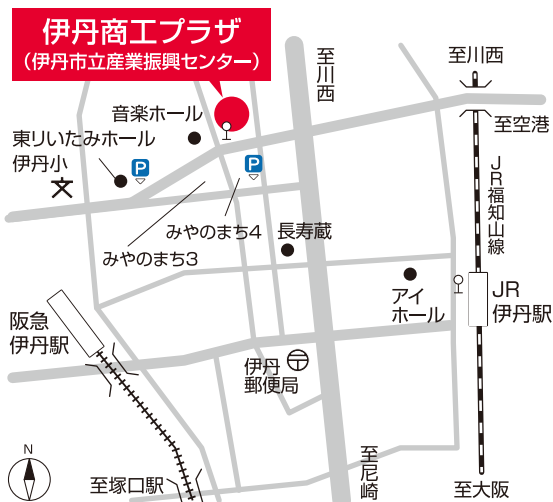 伊丹商工プラザ
（伊丹市立産業振興センター）
至川西
至川西
音楽ホール
至空港
東リいたみホール
伊丹小
文
P
P
JR福知山線
みやのまち4
長寿蔵
みやのまち3
アイ
ホール
JR
伊丹駅
阪急
伊丹駅
伊丹
郵便局
〒
N
至塚口駅
至尼崎
至大阪